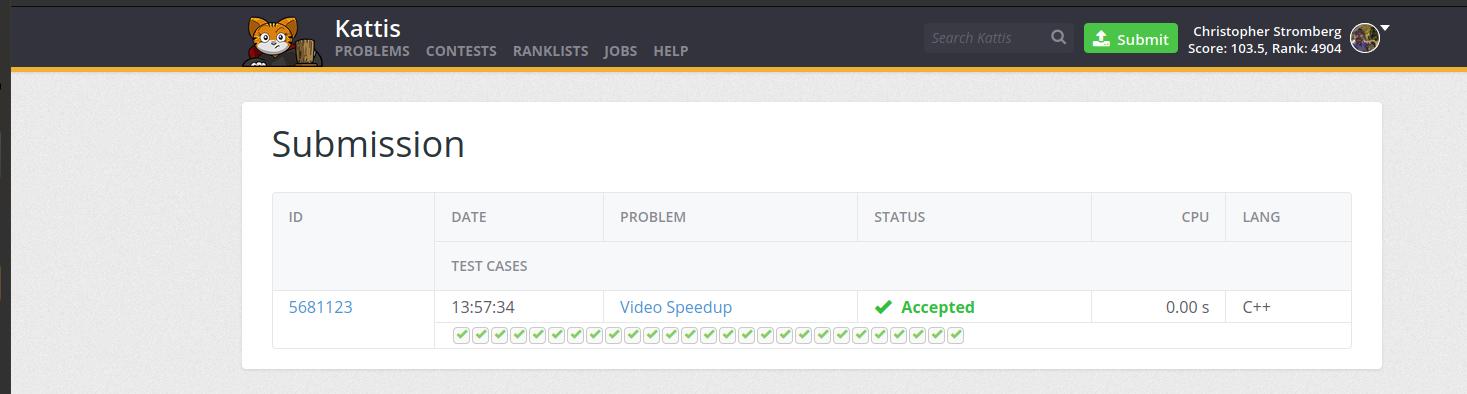 Kattis
PROBLEMS CONTESTS RANKLISTS JOBS HELP
Search Kattis
Submit
Christopher Stromberg
Score: 103.5, Rank: 4904
Submission
ID DATE PROBLEM STATUS CPU LANG
TEST CASES
5681123 13:57:34 Video Speedup Accepted 0.00 s C++